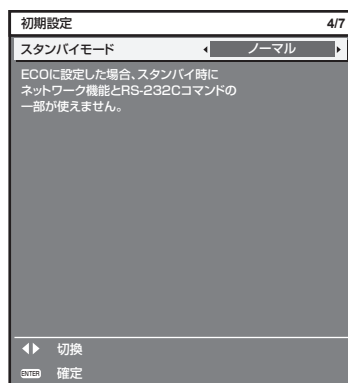 初期設定 4/7
スタンバイモード ノーマル
ECOに設定した場合、スタンバイ時に
ネットワーク機能とRS-232Cコマンドの
一部が使えません。
切換
ENTER 確定